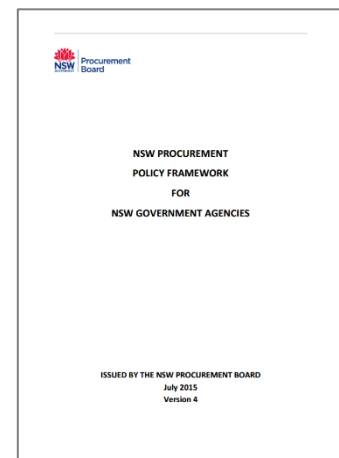 NSW
Procurement
Board
NSW PROCUREMENT
POLICY FRAMEWORK
FOR
NSW GOVERNMENT AGENCIES
ISSUED BY THE NSW PROCUREMENT BOARD
July 2015
Version 4